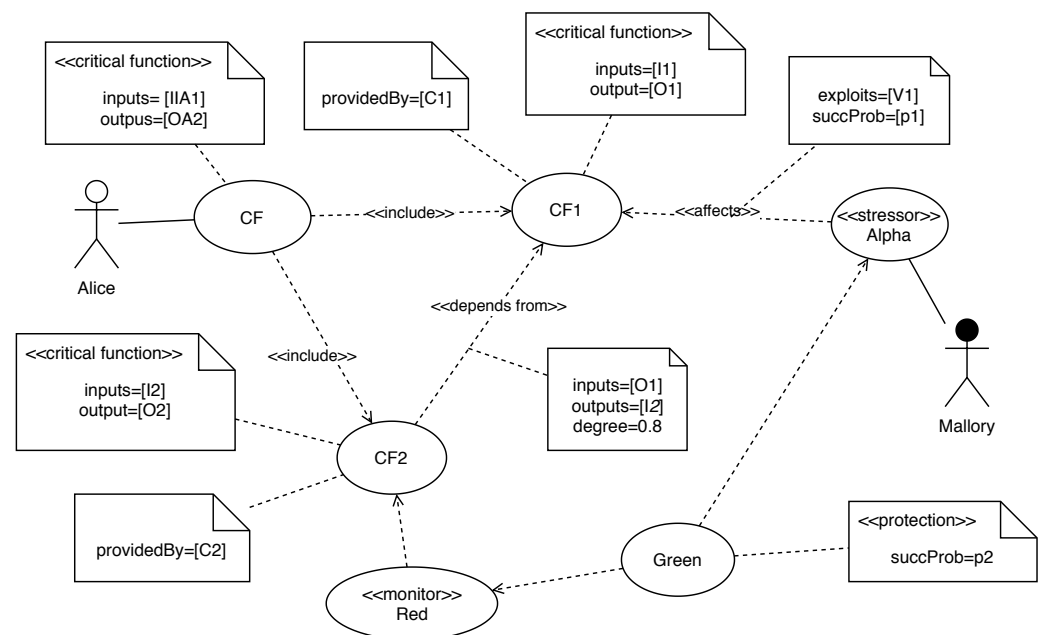 <<critical function>>
inputs= [IIA1]
outpus=[OA2]
providedBy=[C1]
<<critical function>>
inputs=[I1]
output=[O1]
exploits=[V1]
succProb=[p1]
Alice
CF
<<include>>
CF1
<<affects>>
<<stressor>>
Alpha
<<depends from>>
<<include>>
<<critical function>>
inputs=[I2]
output=[O2]
inputs=[O1]
outputs=[I2]
degree=0.8
Mallory
CF2
providedBy=[C2]
<<monitor>>
Red
Green
<<protection>>
succProb=p2